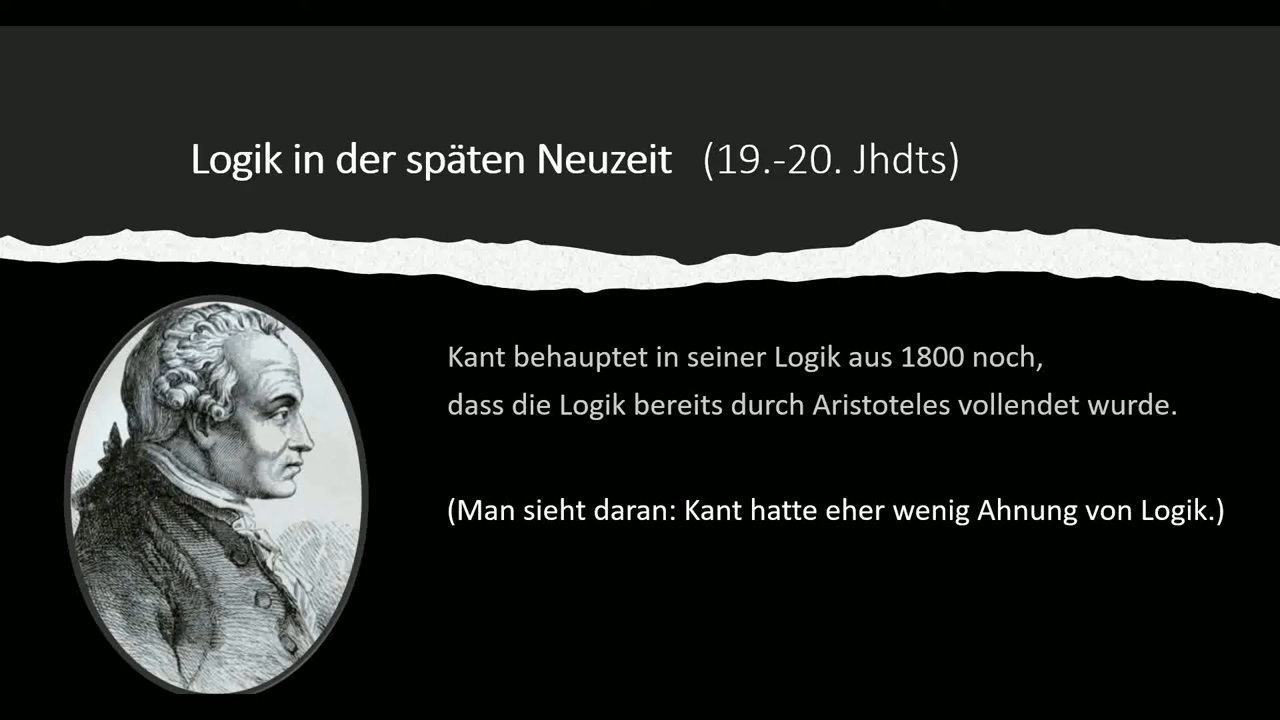 Logik in der späten Neuzeit (19.-20. Jhdts)
Kant behauptet in seiner Logik aus 1800 noch,
dass die Logik bereits durch Aristoteles vollendet wurde.
(Man sieht daran: Kant hatte eher wenig Ahnung von Logik.)